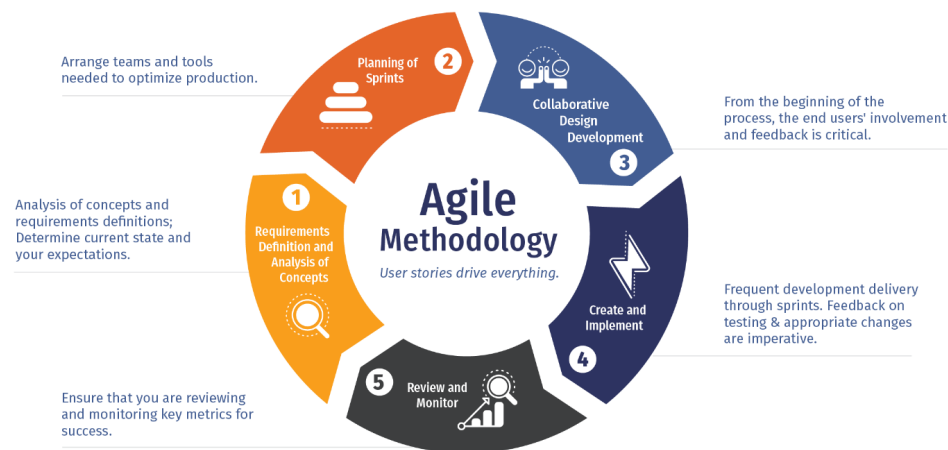 Agile
Methodology
User stories drive everything.
1
Requirements
Definition and
Analysis of
Concepts
Analysis of concepts and
requirements definitions;
Determine current state and
your expectations.
2
Planning of
Sprints
Arrange teams and tools
needed to optimize production.
Collaborative
Design
Development
3
From the beginning of the
process, the end users' involvement
and feedback is critical.
Create and
Implement
4
Frequent development delivery
through sprints. Feedback on
testing & appropriate changes
are imperative.
5
Review and
Monitor
Ensure that you are reviewing
and monitoring key metrics for
success.